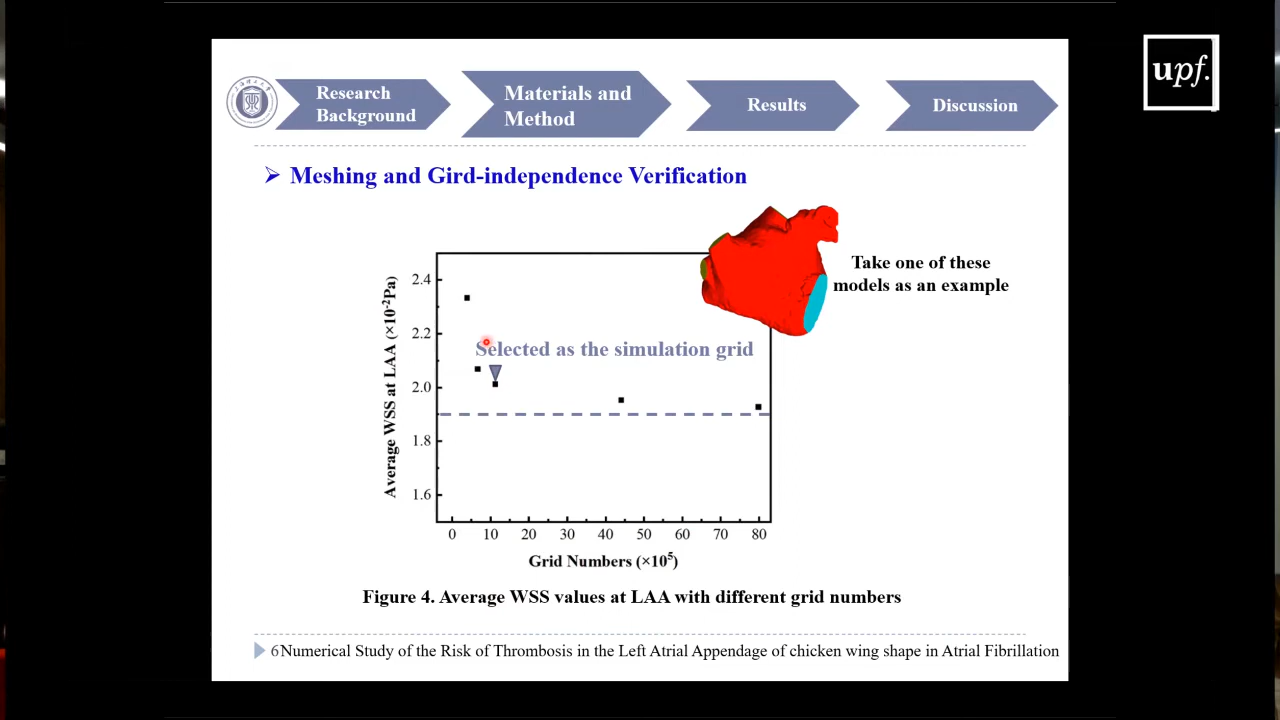 upf.
Research
Background
Materials and
Method
Results
Discussion
➢ Meshing and Gird-independence Verification
Take one of these
models as an example
Average WSS at LAA (×10⁻²Pa)
2.4
2.2
2.0
1.8
1.6
Selected as the simulation grid
0 10 20 30 40 50 60 70 80
Grid Numbers (×10⁵)
Figure 4. Average WSS values at LAA with different grid numbers
6Numerical Study of the Risk of Thrombosis in the Left Atrial Appendage of chicken wing shape in Atrial Fibrillation